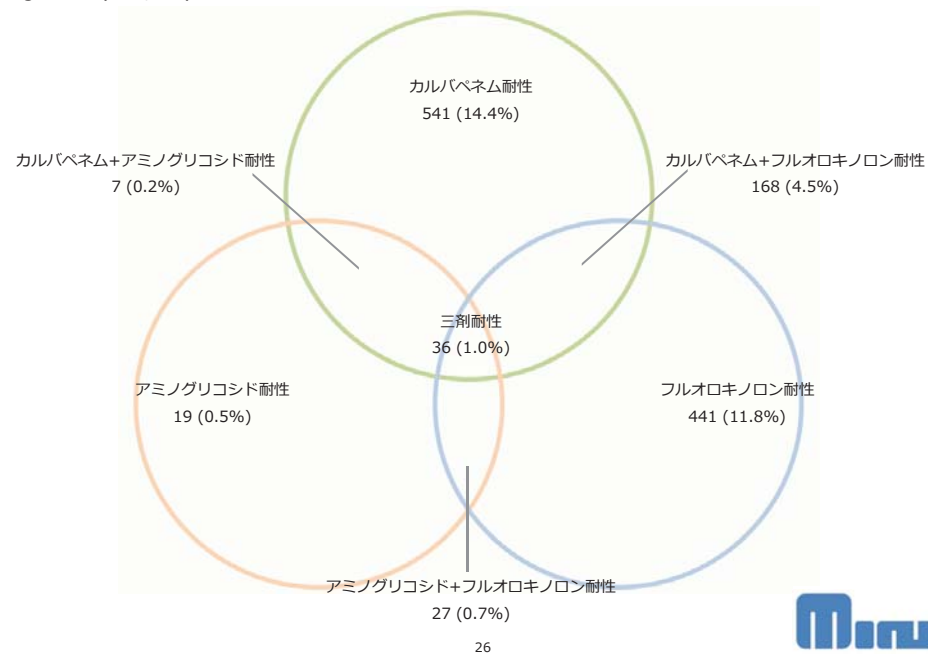 カルバペネム耐性
541 (14.4%)
カルバペネム+アミノグリコシド耐性
7 (0.2%)
カルバペネム+フルオロキノロン耐性
168 (4.5%)
三剤耐性
36 (1.0%)
アミノグリコシド耐性
19 (0.5%)
フルオロキノロン耐性
441 (11.8%)
アミノグリコシド+フルオロキノロン耐性
27 (0.7%)
26